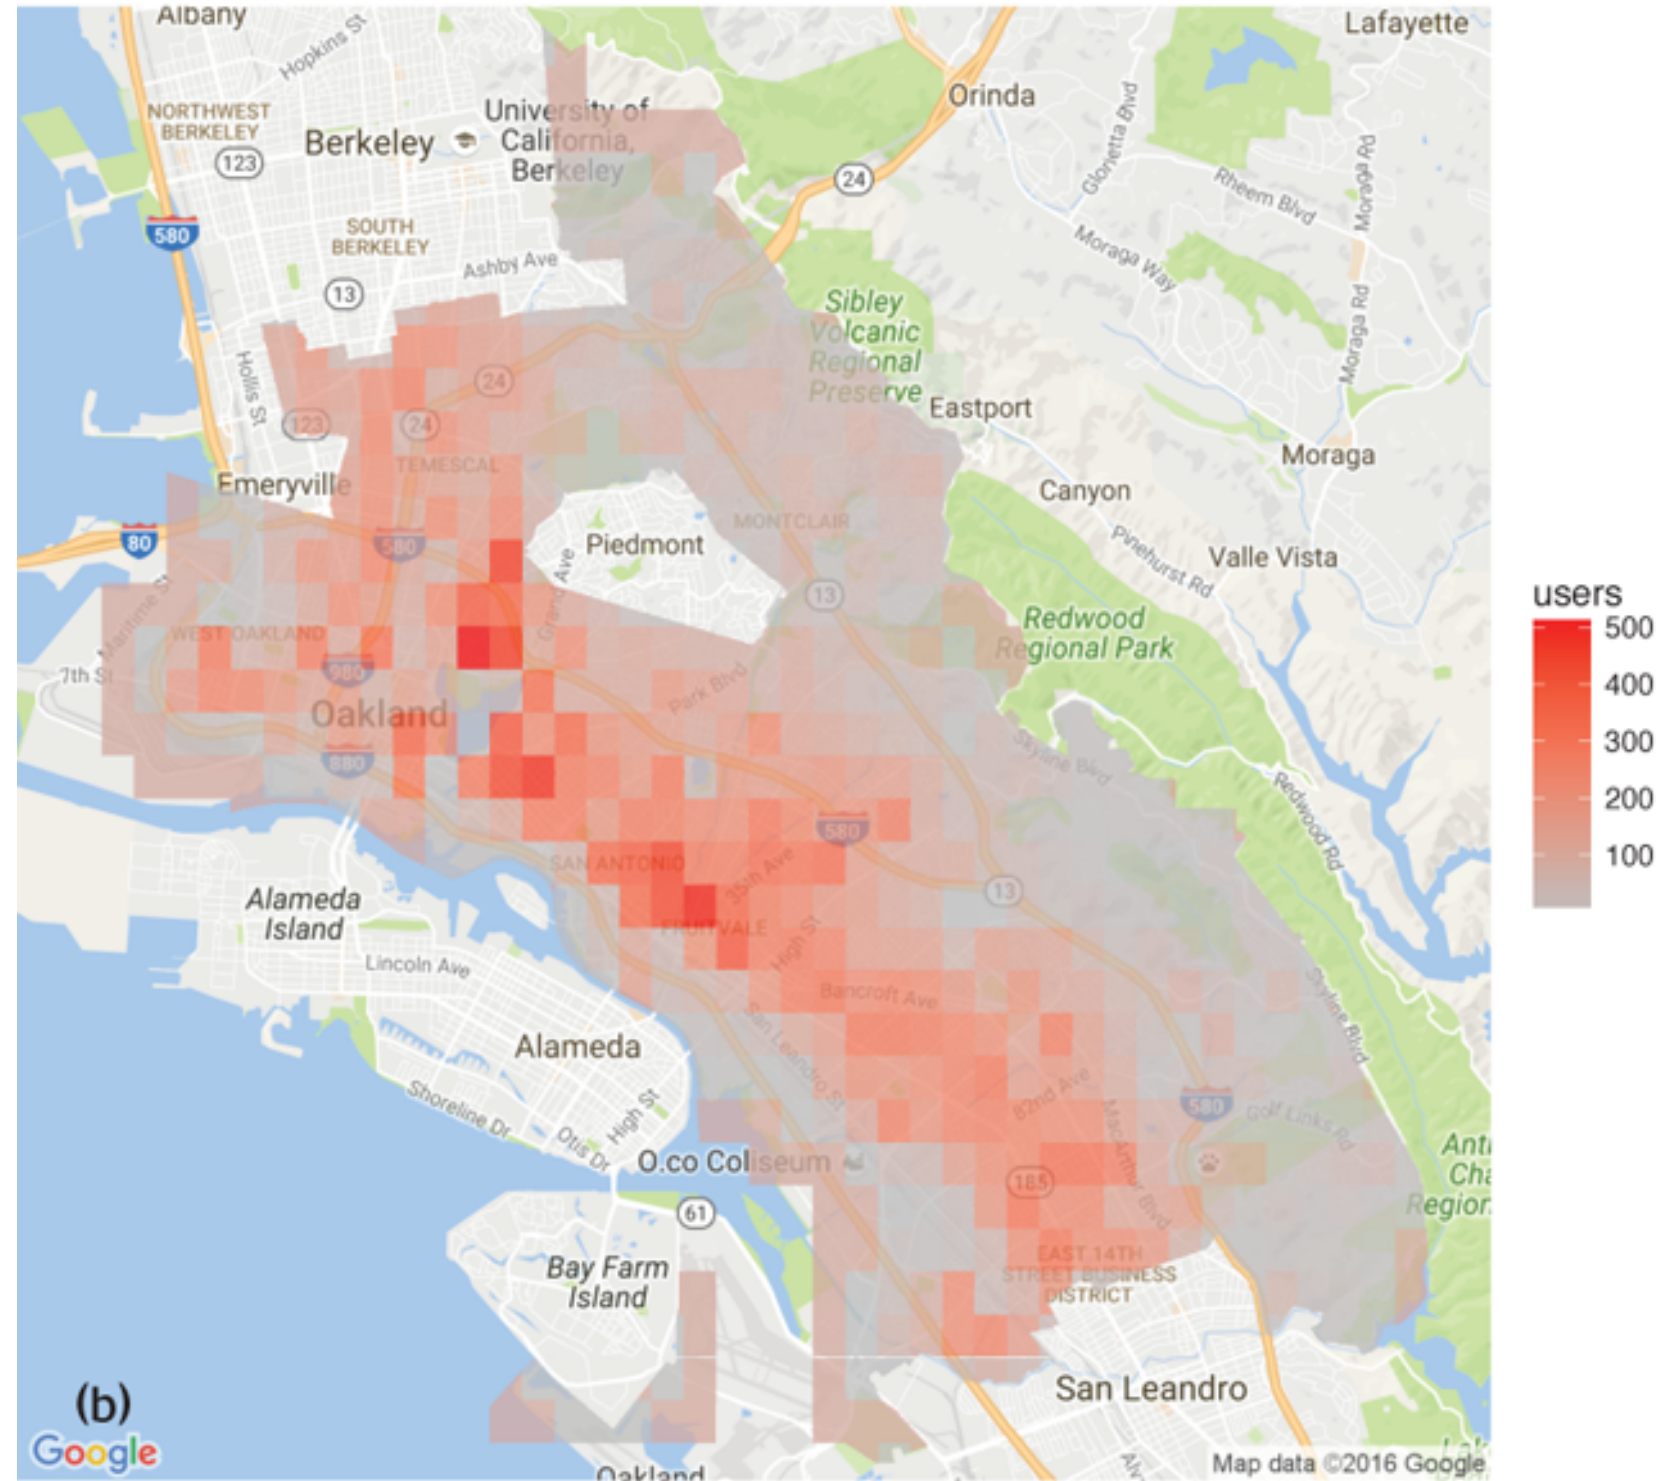 Albany
Lafayette
Hopkins St
Orinda
NORTHWEST
BERKELEY
University of
California,
Berkeley
Berkeley
123
24
Glorietta Blvd
Moraga Rd
Rheem Blvd
580
SOUTH
BERKELEY
Ashby Ave
Moraga Way
13
Sibley
Volcanic
Regional
Preserve
Moraga Rd
Hollis St
24
123
24
Eastport
TEMESCAL
Moraga
Emeryville
Canyon
MONTCLAIR
80
580
Piedmont
Pinehurst Rd
Valle Vista
Grand Ave
13
Maritime St
WEST OAKLAND
Redwood
Regional Park
7th St
980
Park Blvd
Oakland
Skyline Blvd
880
Redwood Rd
580
SAN ANTONIO
35th Ave
13
Alameda
Island
FRUITVALE
High St
Lincoln Ave
Bancroft Ave
Skyline Blvd
San Leandro St
Alameda
82nd Ave
Shoreline Dr
High St
MacArthur Blvd
580
Golf Links Rd
Otis Dr
O.co Coliseum
185
61
EAST 14TH
STREET BUSINESS
DISTRICT
Bay Farm
Island
San Leandro
(b)
Google
Oakland
Map data ©2016 Google
users
500
400
300
200
100